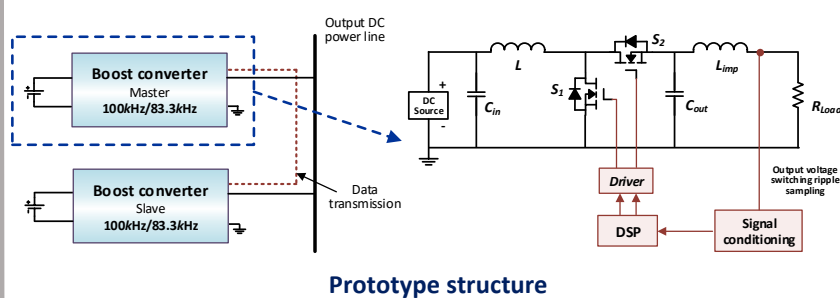 Output DC
power line
Boost converter
Master
100kHz/83.3kHz
Boost converter
Slave
100kHz/83.3kHz
Data
transmission
S2
L
Limp
S1
+
DC
Source
-
Cin
Cout
RLoad
Driver
DSP
Output voltage
switching ripple
sampling
Signal
conditioning
Prototype structure